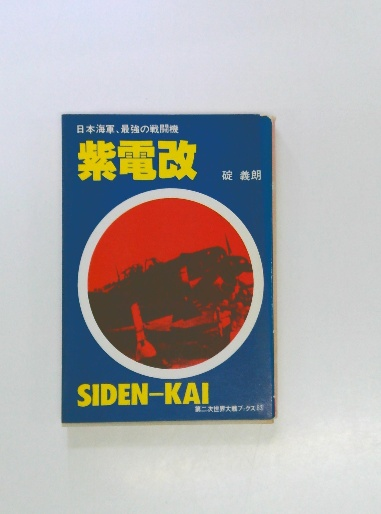 日本海軍、最強の戦闘機
紫電改
碇 義朗
SIDEN-KAI
第二次世界大戦ブックス